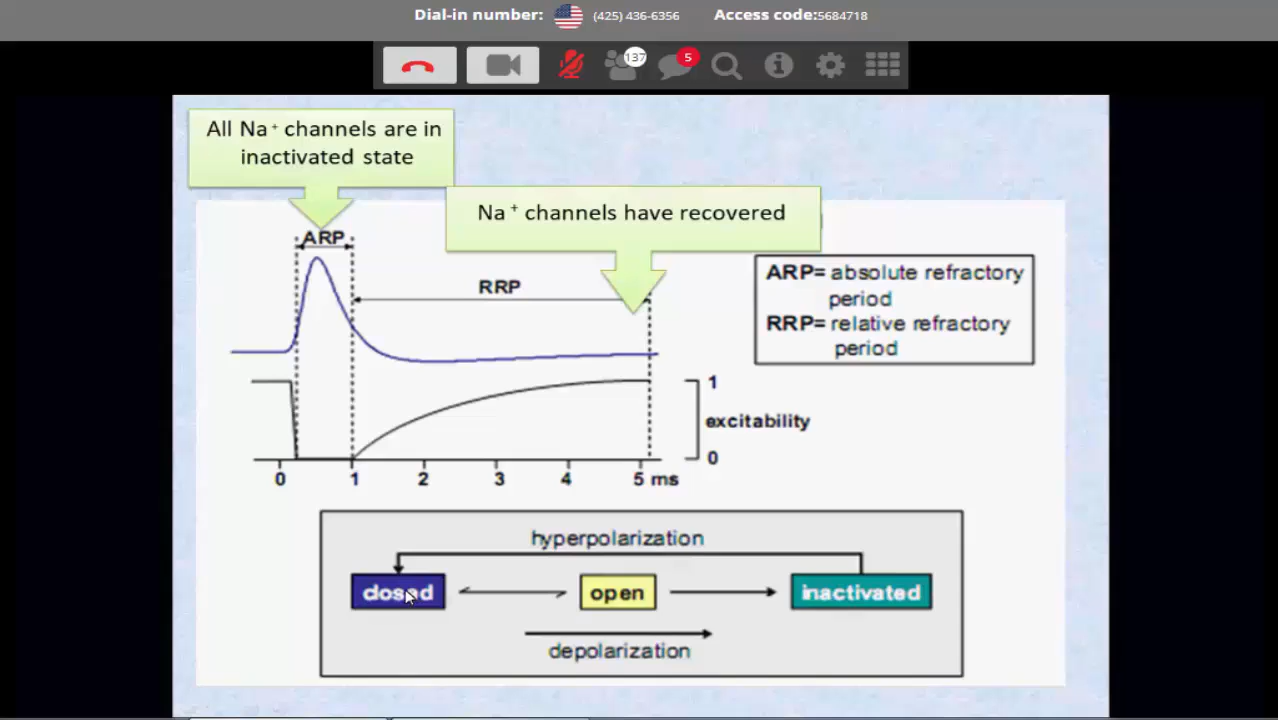 Dial-in number: (425) 436-6356 Access code:5684718
137 5
All Na+ channels are in
inactivated state
Na+ channels have recovered
ARP
RRP
ARP= absolute refractory
period
RRP= relative refractory
period
1
excitability
0
0 1 2 3 4 5 ms
hyperpolarization
closed open inactivated
depolarization